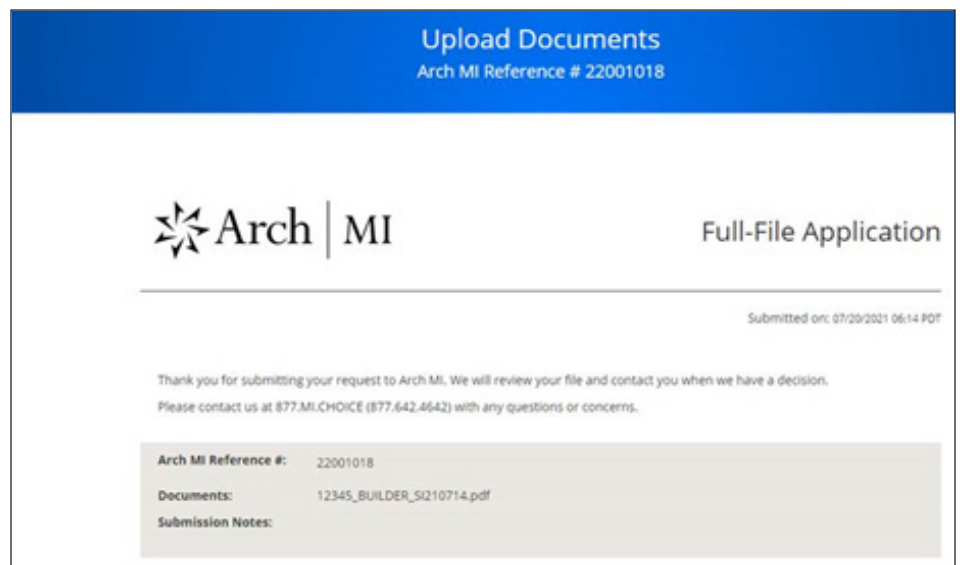 Upload Documents
Arch MI Reference # 22001018
Arch | MI
Full-File Application
Submitted on: 07/20/2021 06:14 PDT
Thank you for submitting your request to Arch MI. We will review your file and contact you when we have a decision.
Please contact us at 877.MI.CHOICE (877.642.4642) with any questions or concerns.
Arch MI Reference #: 22001018
Documents: 12345_BUILDER_SI210714.pdf
Submission Notes: